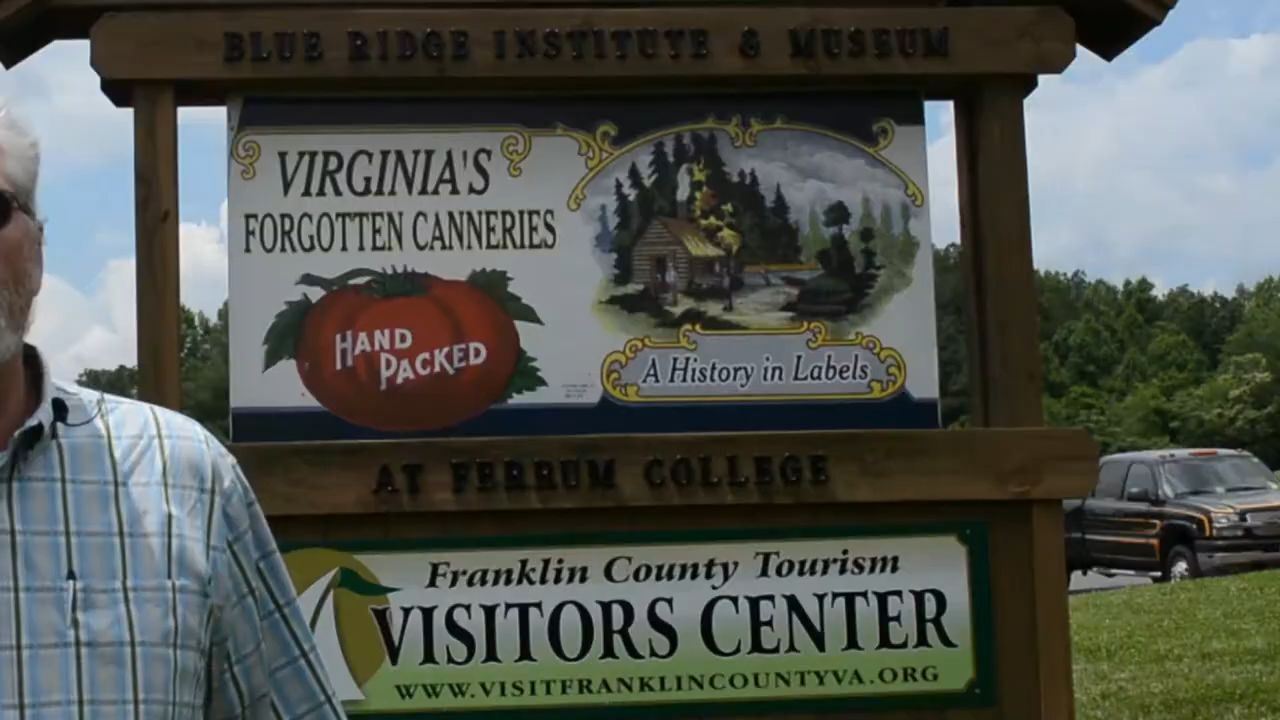 BLUE RIDGE INSTITUTE & MUSEUM
VIRGINIA'S
FORGOTTEN CANNERIES
HAND
PACKED
A History in Labels
AT FERRUM COLLEGE
Franklin County Tourism
VISITORS CENTER
WWW.VISITFRANKLINCOUNTYVA.ORG